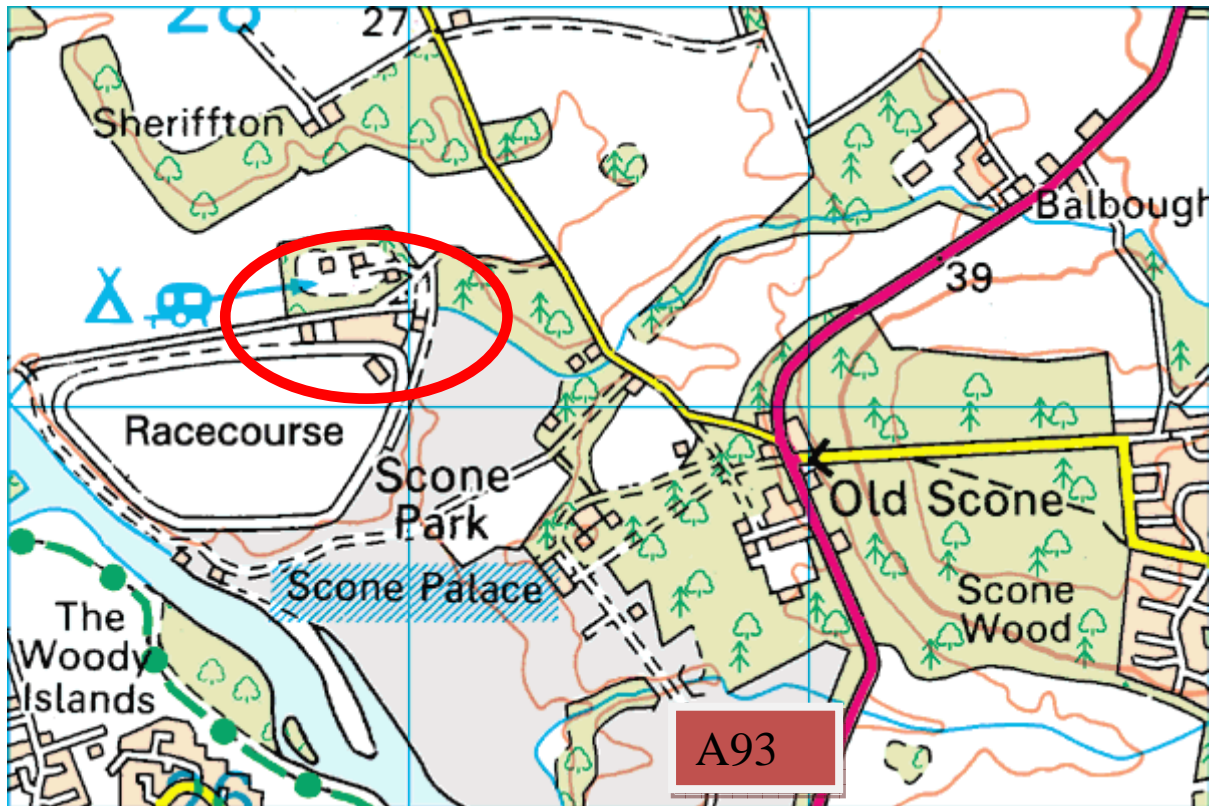 27
Sheriffton
Balbough
39
Racecourse
Scone
Park
Old Scone
Scone Palace
Scone
Wood
The
Woody
Islands
A93